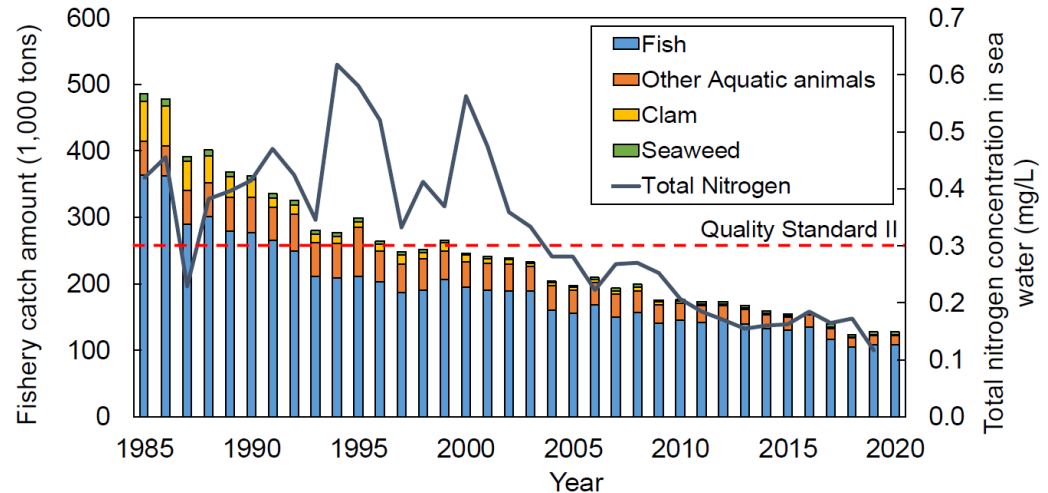 Fishery catch amount (1,000 tons)
600
500
400
300
200
100
0
Fish
Other Aquatic animals
Clam
Seaweed
Total Nitrogen
Quality Standard II
0.7
0.6
0.5
0.4
0.3
0.2
0.1
0.0
Total nitrogen concentration in sea
water (mg/L)
1985 1990 1995 2000 2005 2010 2015 2020
Year